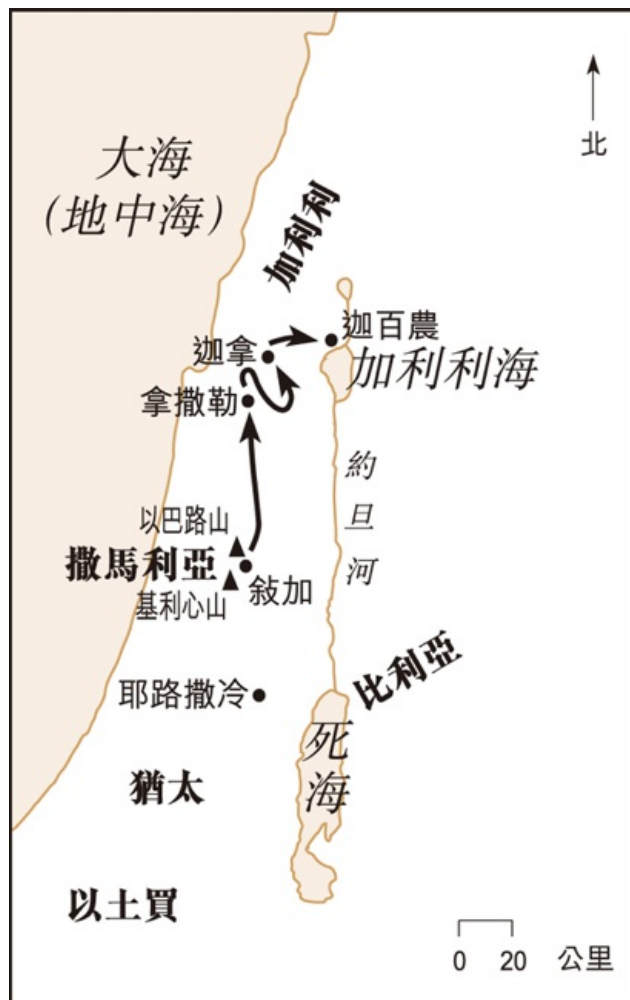 北
大海
(地中海)
加利利
迦百農
迦拿
加利利海
拿撒勒
約
旦
河
以巴路山
撒馬利亞
敍加
基利心山
比利亞
耶路撒冷
死
海
猶太
以土買
0 20 公里